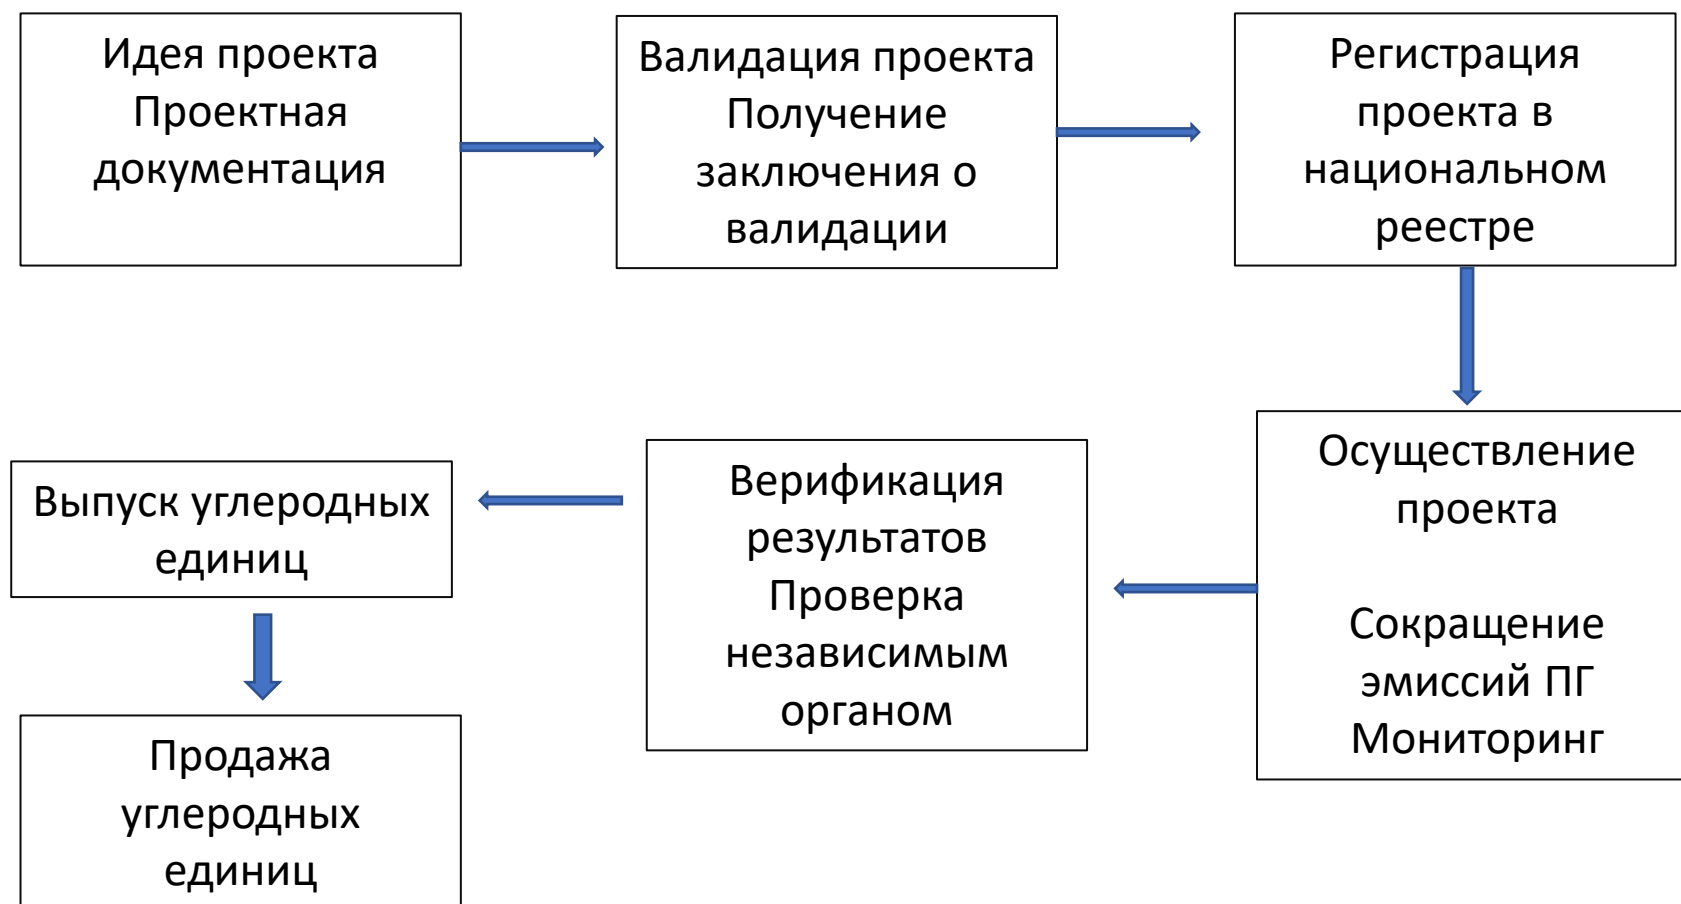 Идея проекта
Проектная
документация
Валидация проекта
Получение
заключения о
валидации
Регистрация
проекта в
национальном
реестре
Осуществление
проекта
Сокращение
эмиссий ПГ
Мониторинг
Верификация
результатов
Проверка
независимым
органом
Выпуск углеродных
единиц
Продажа
углеродных
единиц